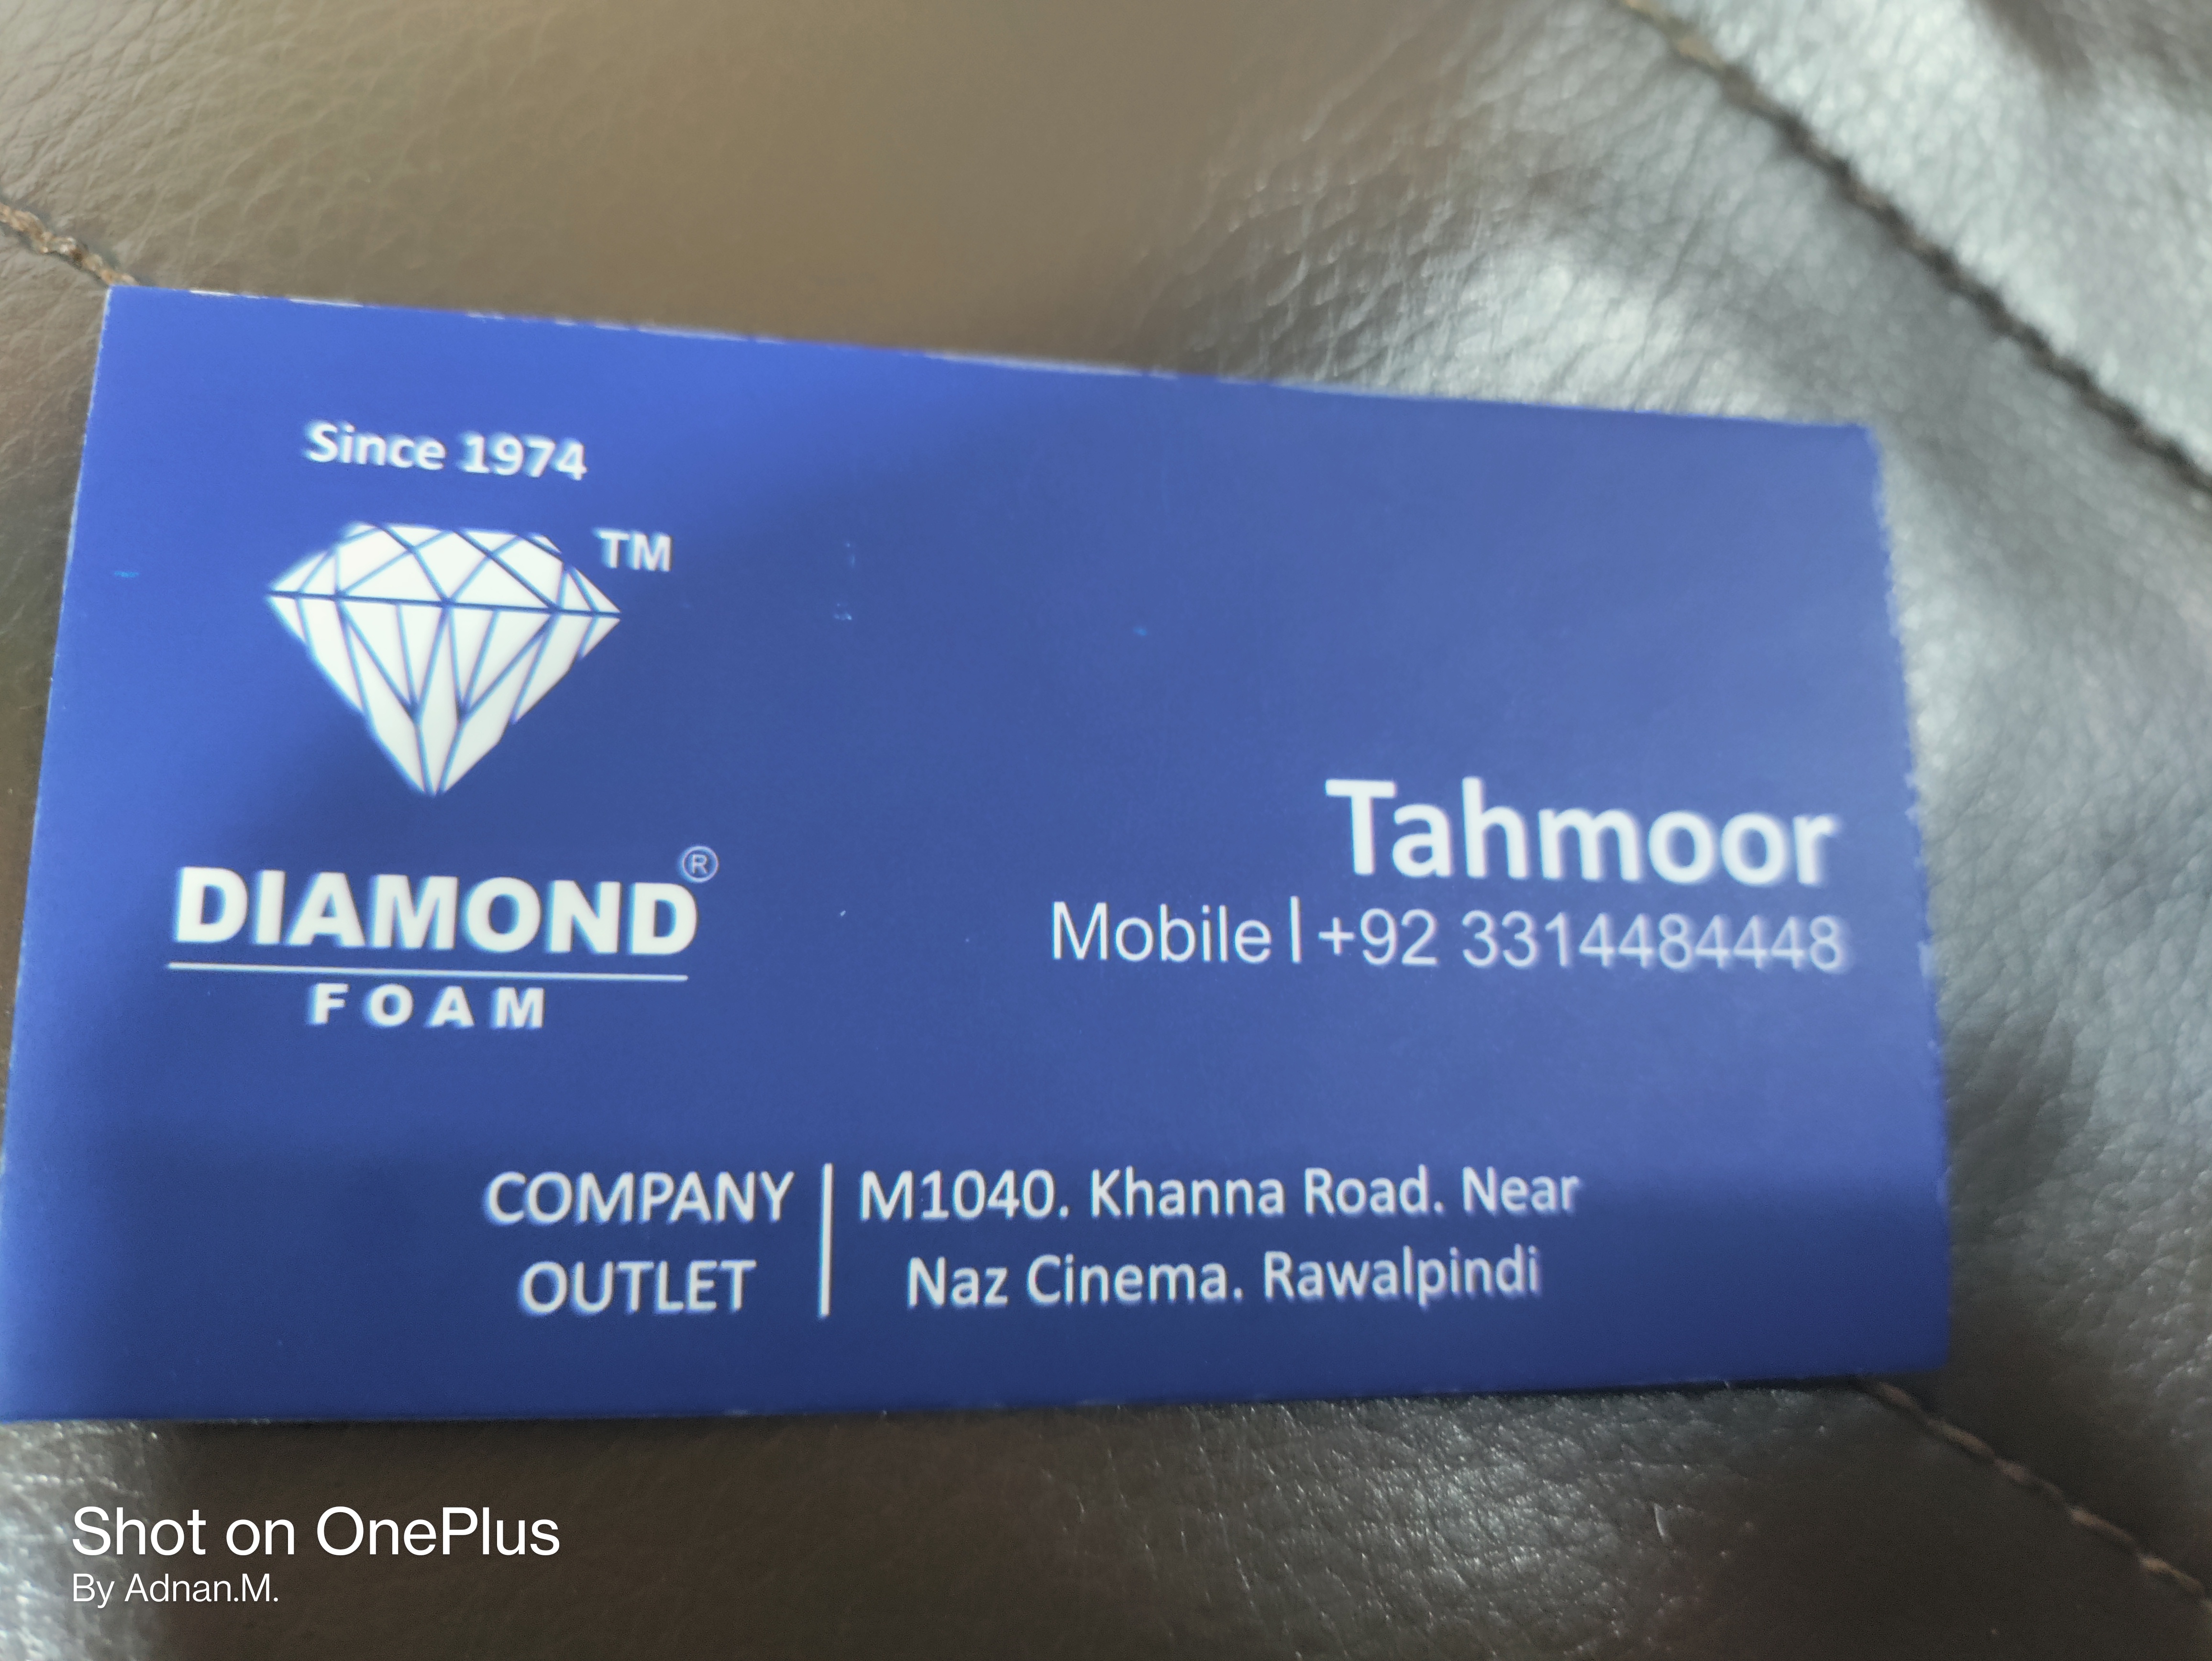 Since 1974
TM
DIAMOND®
FOAM
Tahmoor
Mobile | +92 3314484448
COMPANY | M1040. Khanna Road. Near
OUTLET | Naz Cinema. Rawalpindi
Shot on OnePlus
By Adnan.M.